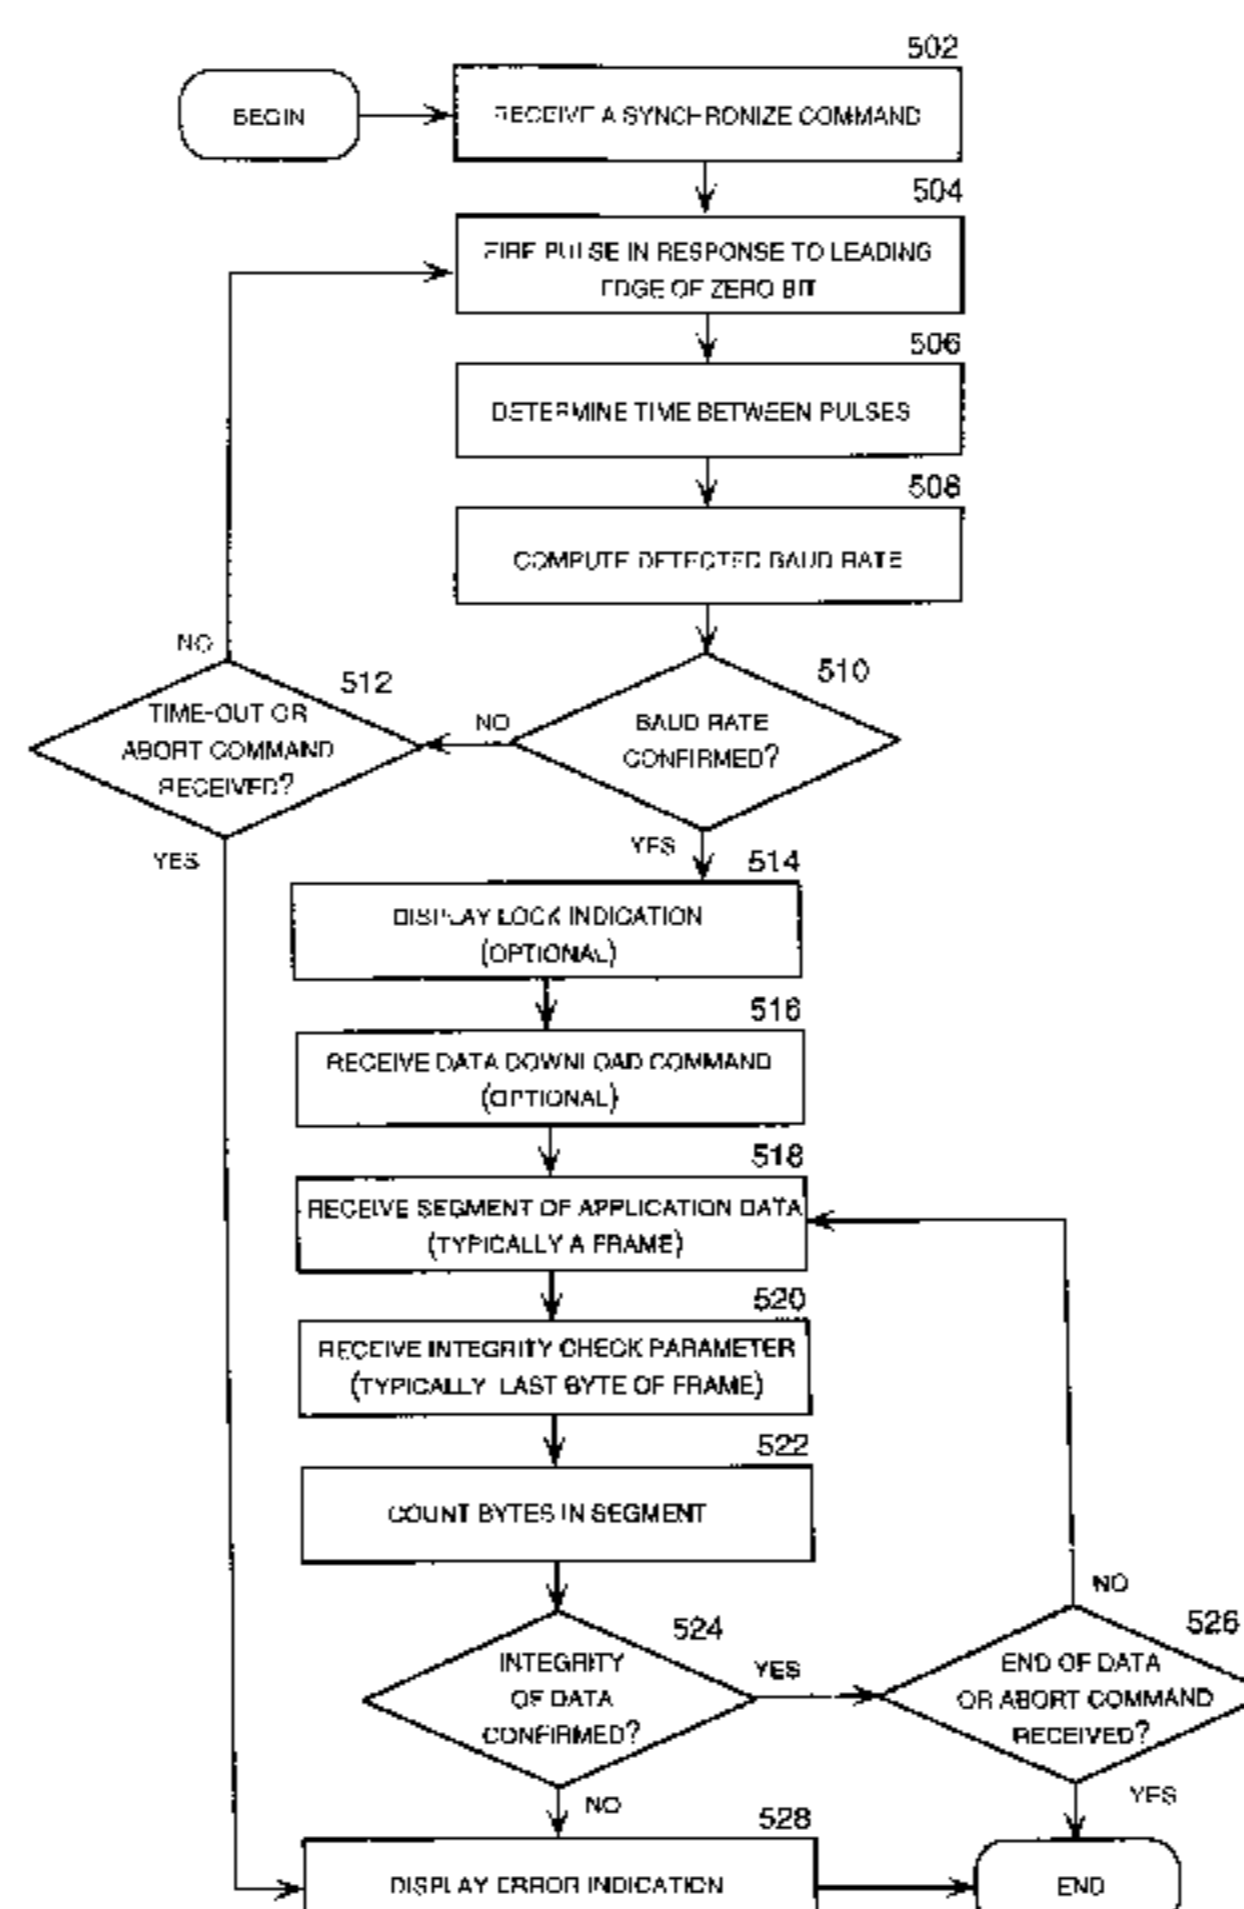 502
BEGIN
RECEIVE A SYNCHRONIZE COMMAND
504
FIRE PULSE IN RESPONSE TO LEADING
EDGE OF ZERO BIT
506
DETERMINE TIME BETWEEN PULSES
508
COMPUTE DETECTED BAUD RATE
NO
512
TIME-OUT OR
ABORT COMMAND
RECEIVED?
YES
NO
510
BAUD RATE
CONFIRMED?
YES
514
DISPLAY LOCK INDICATION
(OPTIONAL)
516
RECEIVE DATA DOWNLOAD COMMAND
(OPTIONAL)
518
RECEIVE SEGMENT OF APPLICATION DATA
(TYPICALLY A FRAME)
520
RECEIVE INTEGRITY CHECK PARAMETER
(TYPICALLY LAST BYTE OF FRAME)
522
COUNT BYTES IN SEGMENT
524
INTEGRITY
OF DATA
CONFIRMED?
YES
NO
NO
526
END OF DATA
OR ABORT COMMAND
RECEIVED?
YES
528
DISPLAY ERROR INDICATION
END